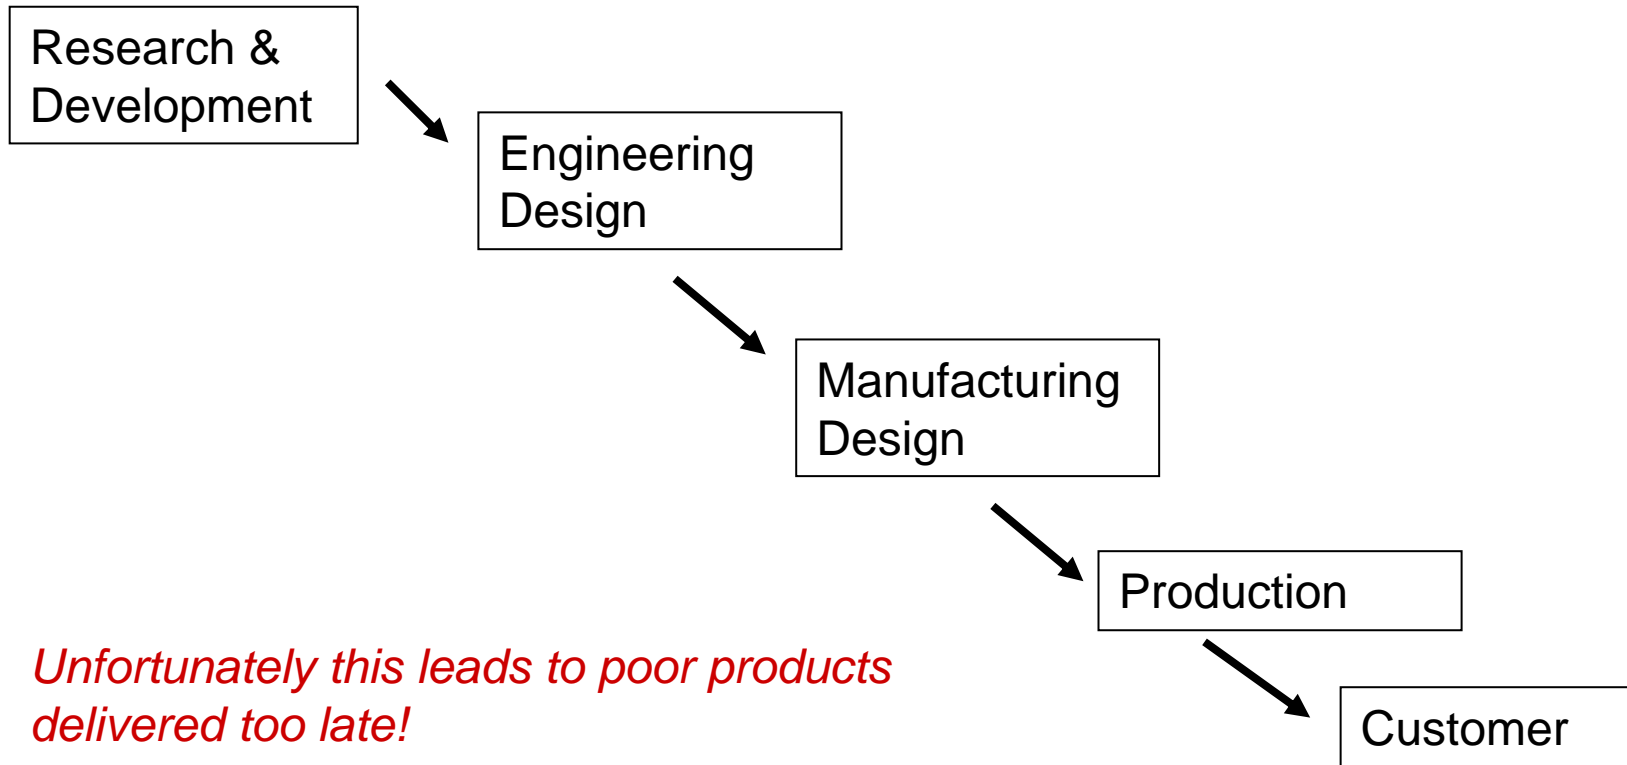 Research &
Development
Engineering
Design
Manufacturing
Design
Production
Customer
Unfortunately this leads to poor products
delivered too late!